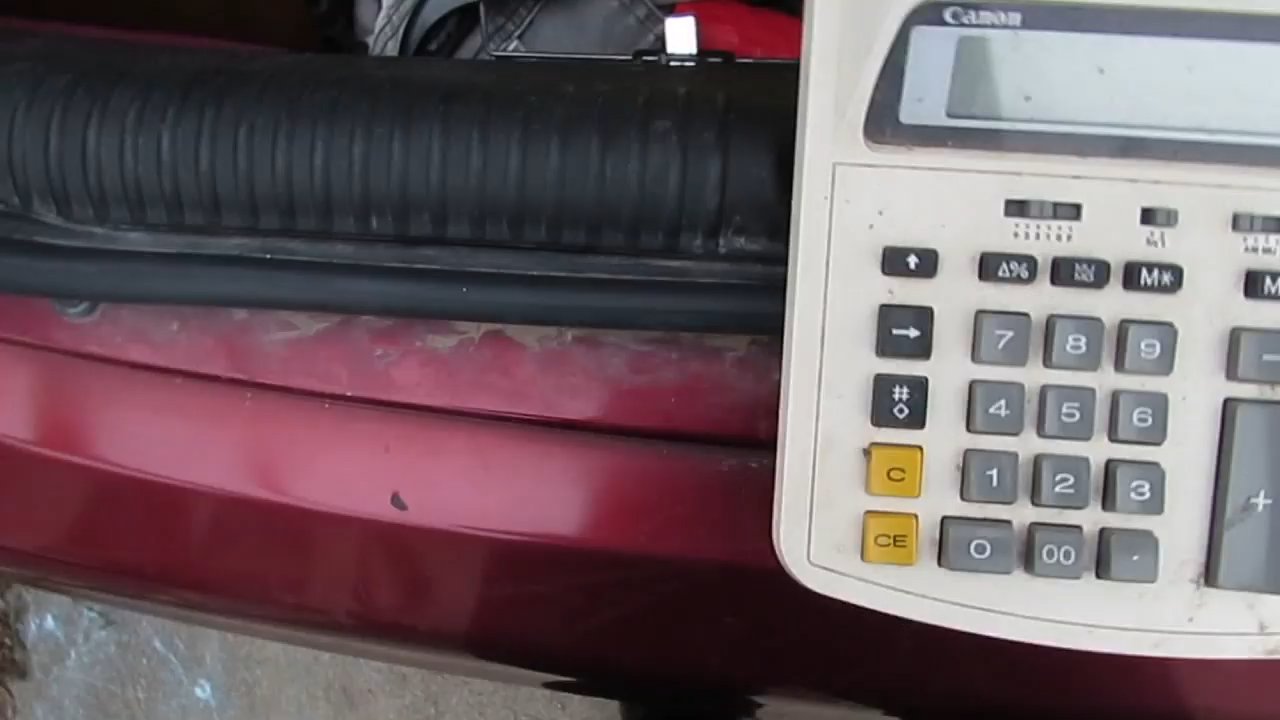 Canon
↑ Δ% M* M
→ 7 8 9 −
# ◇ 4 5 6
C 1 2 3 +
CE 0 00 .